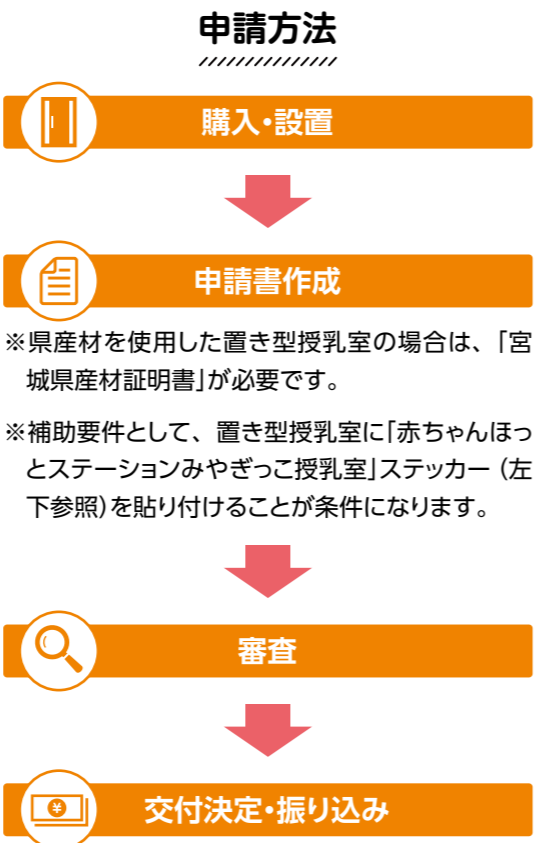 申請方法
購入・設置
申請書作成
※県産材を使用した置き型授乳室の場合は、「宮
城県産材証明書」が必要です。
※補助要件として、置き型授乳室に「赤ちゃんほっ
とステーションみやぎっこ授乳室」ステッカー（左
下参照）を貼り付けることが条件になります。
審査
¥
交付決定・振り込み